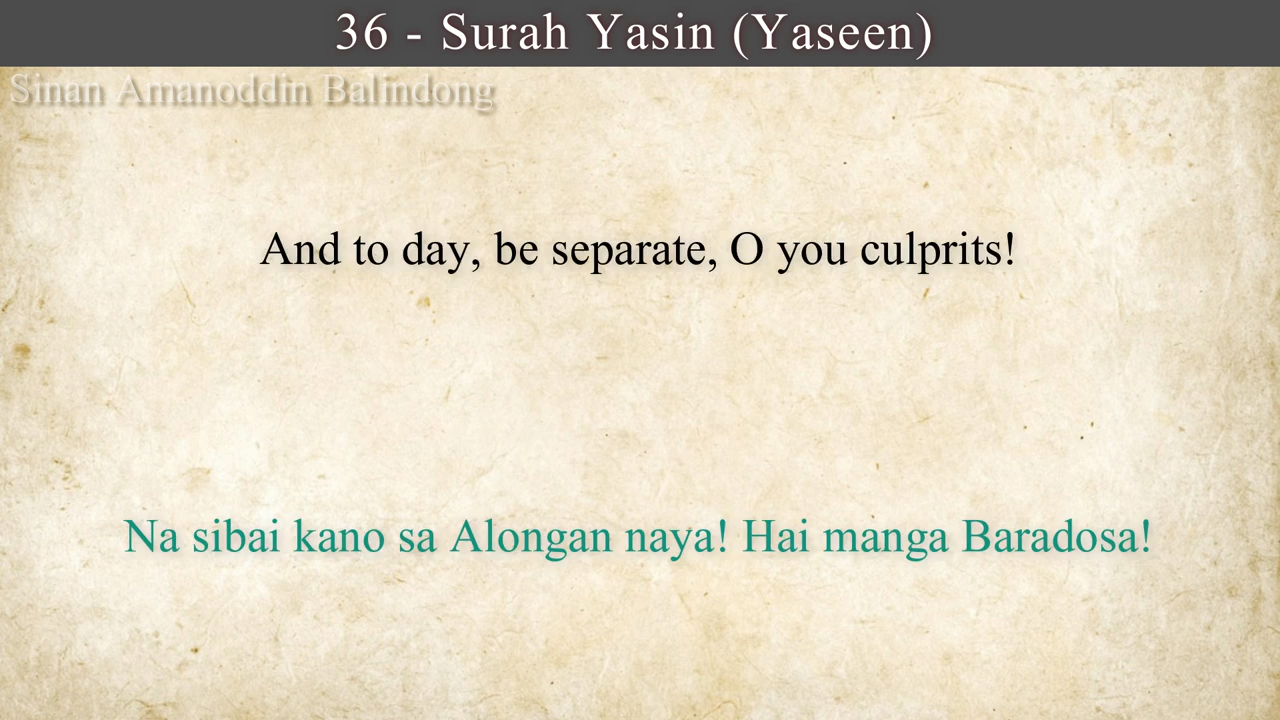 36 - Surah Yasin (Yaseen)
Sinan Amanoddin Balindong
And to day, be separate, O you culprits!
Na sibai kano sa Alongan naya! Hai manga Baradosa!